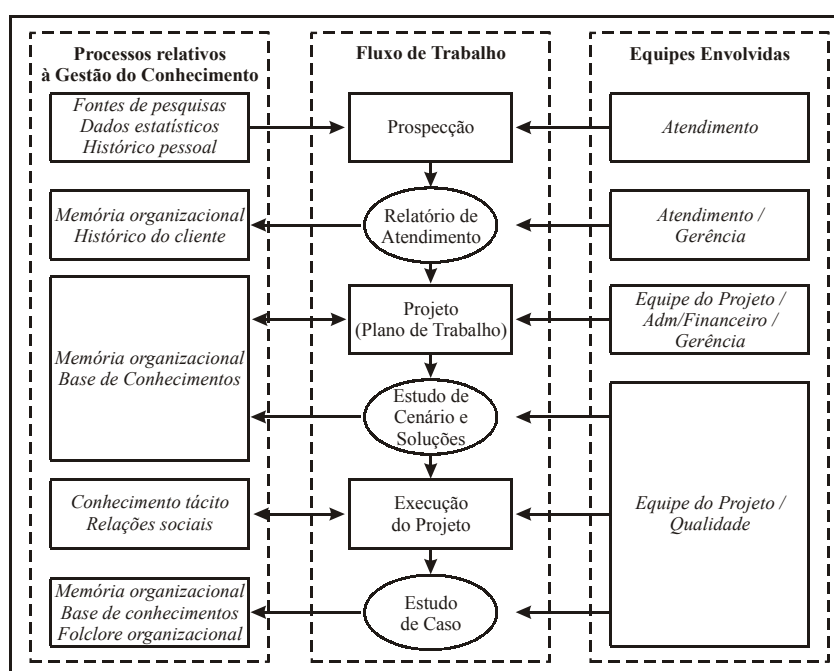 Processos relativos
à Gestão do Conhecimento
Fontes de pesquisas
Dados estatísticos
Histórico pessoal
Memória organizacional
Histórico do cliente
Memória organizacional
Base de Conhecimentos
Conhecimento tácito
Relações sociais
Memória organizacional
Base de conhecimentos
Folclore organizacional
Fluxo de Trabalho
Prospecção
Relatório de
Atendimento
Projeto
(Plano de Trabalho)
Estudo de
Cenário e
Soluções
Execução
do Projeto
Estudo
de Caso
Equipes Envolvidas
Atendimento
Atendimento /
Gerência
Equipe do Projeto /
Adm/Financeiro /
Gerência
Equipe do Projeto /
Qualidade